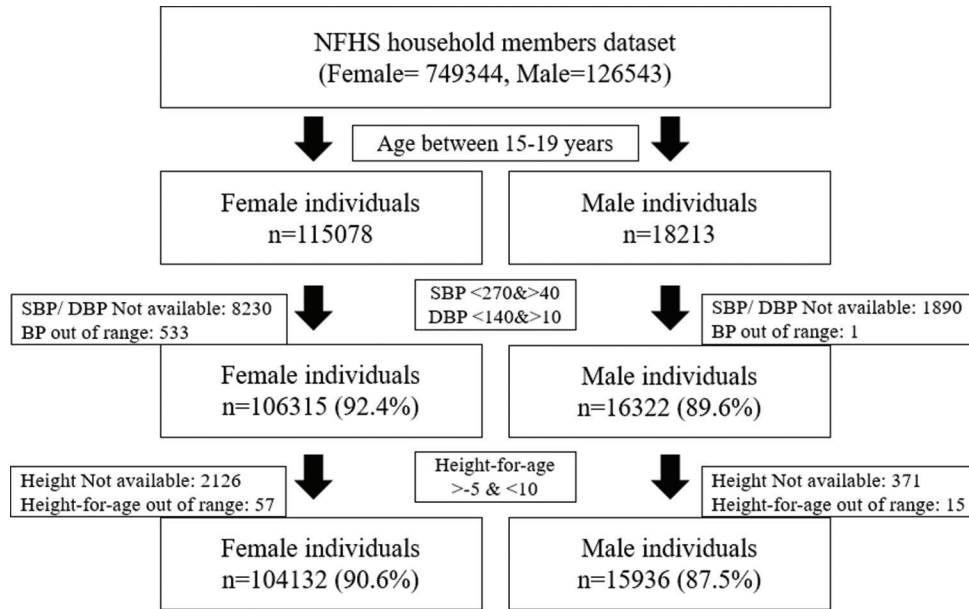 NFHS household members dataset
(Female= 749344, Male=126543)
Age between 15-19 years
Female individuals
n=115078
Male individuals
n=18213
SBP/ DBP Not available: 8230
BP out of range: 533
SBP <270&>40
DBP <140&>10
SBP/ DBP Not available: 1890
BP out of range: 1
Female individuals
n=106315 (92.4%)
Male individuals
n=16322 (89.6%)
Height Not available: 2126
Height-for-age out of range: 57
Height-for-age
>-5 & <10
Height Not available: 371
Height-for-age out of range: 15
Female individuals
n=104132 (90.6%)
Male individuals
n=15936 (87.5%)